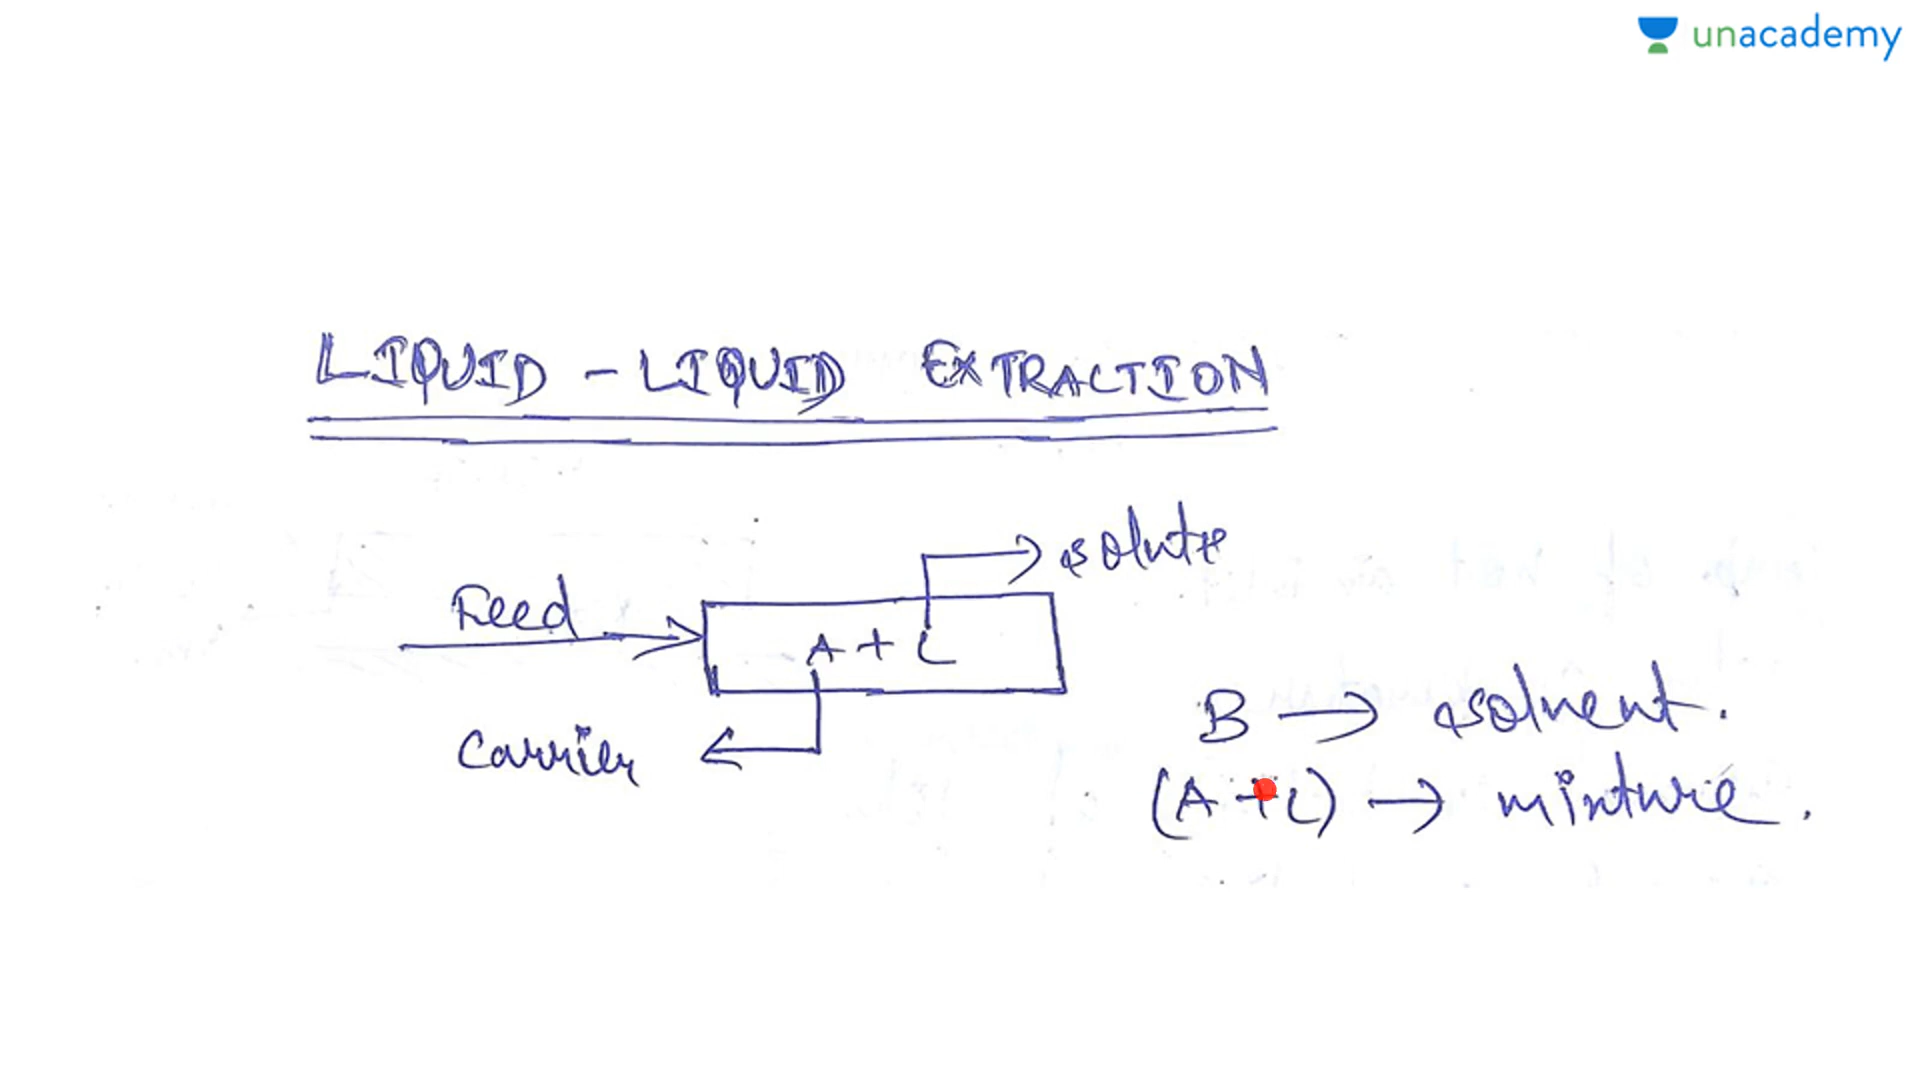 unacademy
LIQUID - LIQUID EXTRACTION
solute
Feed
A + C
Carrier
B → solvent.
(A + C) → mixture.